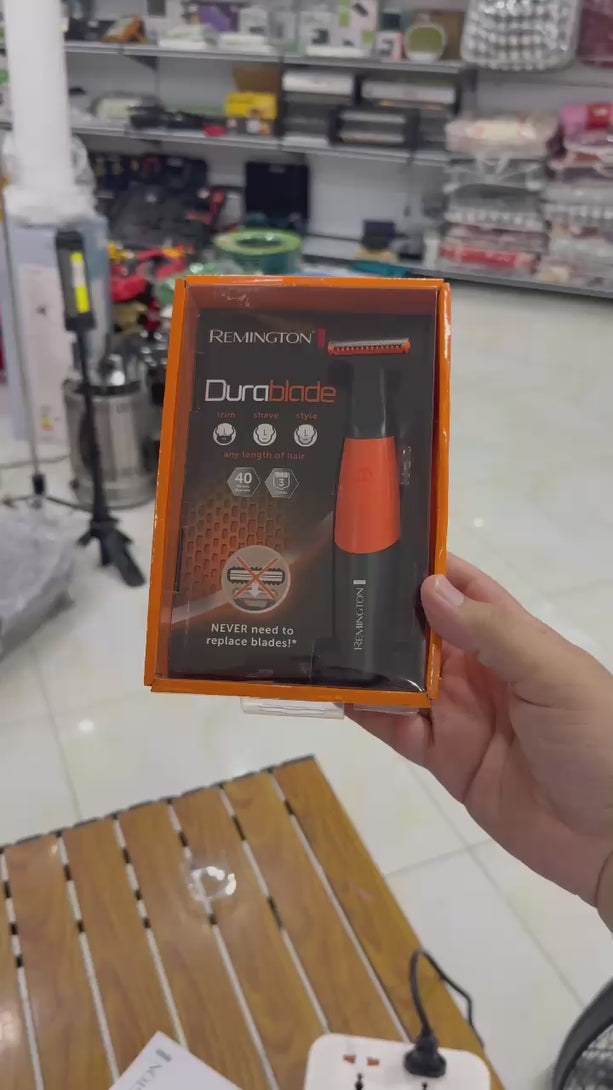 REMINGTON
Durablade
trim shave style
any length of hair
40
3
NEVER need to
replace blades!*
REMINGTON